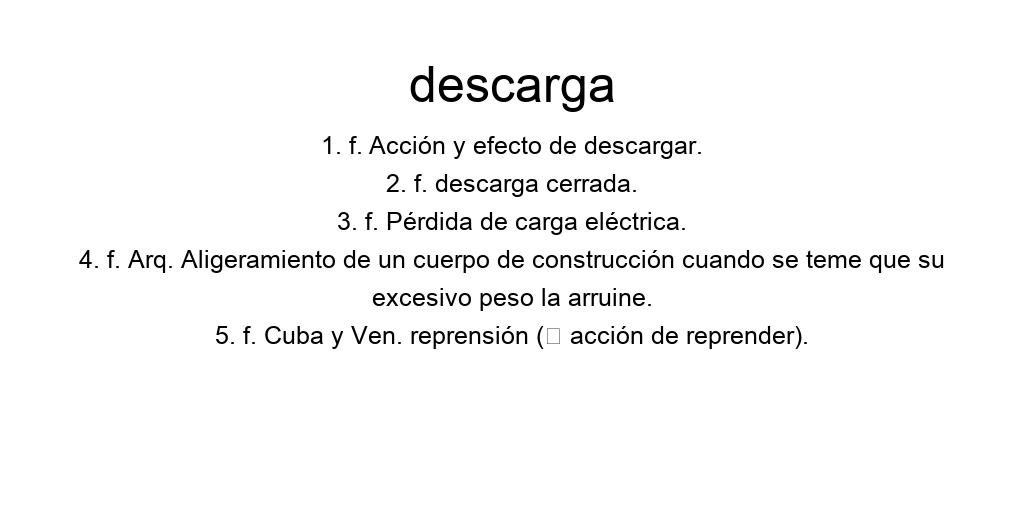 descarga
1. f. Acción y efecto de descargar.
2. f. descarga cerrada.
3. f. Pérdida de carga eléctrica.
4. f. Arq. Aligeramiento de un cuerpo de construcción cuando se teme que su
excesivo peso la arruine.
5. f. Cuba y Ven. reprensión (□ acción de reprender).